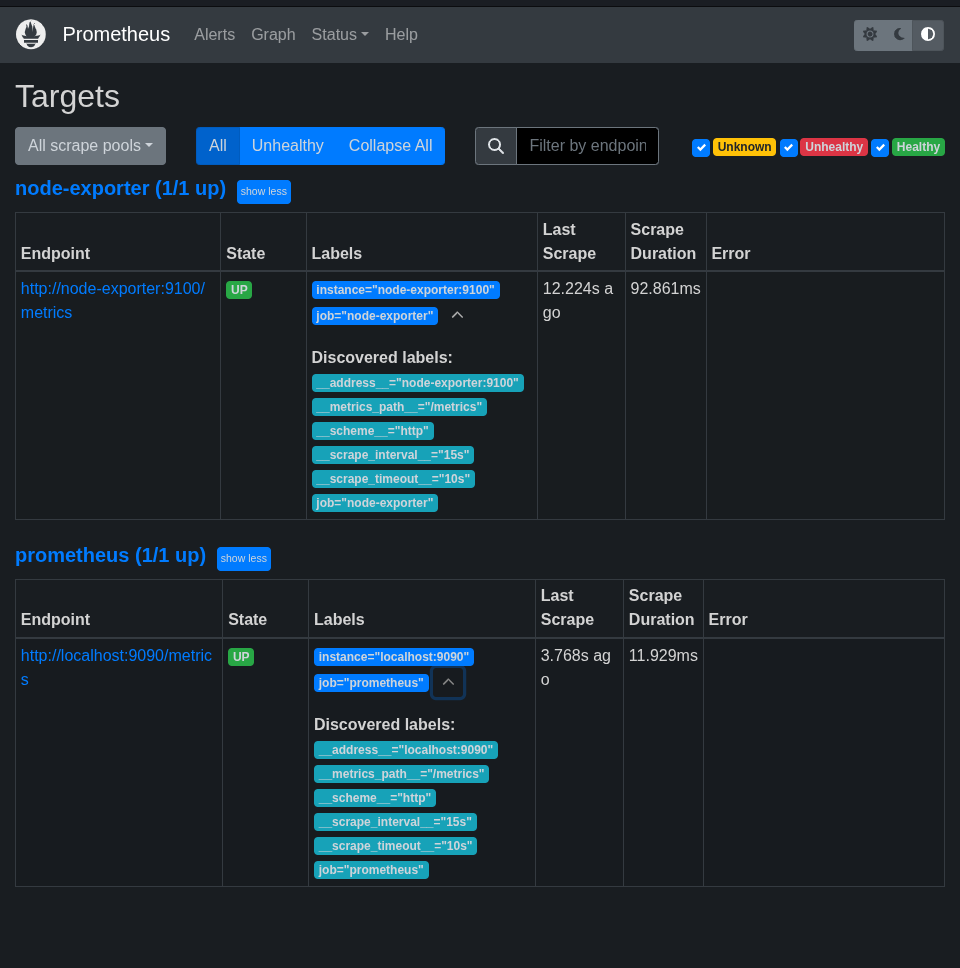 Prometheus Alerts Graph Status Help
Targets
All scrape pools All Unhealthy Collapse All Filter by endpoin Unknown Unhealthy Healthy
node-exporter (1/1 up) show less
Endpoint State Labels Last Scrape Scrape Duration Error
http://node-exporter:9100/
metrics
UP
instance="node-exporter:9100"
job="node-exporter"
Discovered labels:
__address__="node-exporter:9100"
__metrics_path__="/metrics"
__scheme__="http"
__scrape_interval__="15s"
__scrape_timeout__="10s"
job="node-exporter"
12.224s a
go
92.861ms
prometheus (1/1 up) show less
Endpoint State Labels Last Scrape Scrape Duration Error
http://localhost:9090/metric
s
UP
instance="localhost:9090"
job="prometheus"
Discovered labels:
__address__="localhost:9090"
__metrics_path__="/metrics"
__scheme__="http"
__scrape_interval__="15s"
__scrape_timeout__="10s"
job="prometheus"
3.768s ag
o
11.929ms